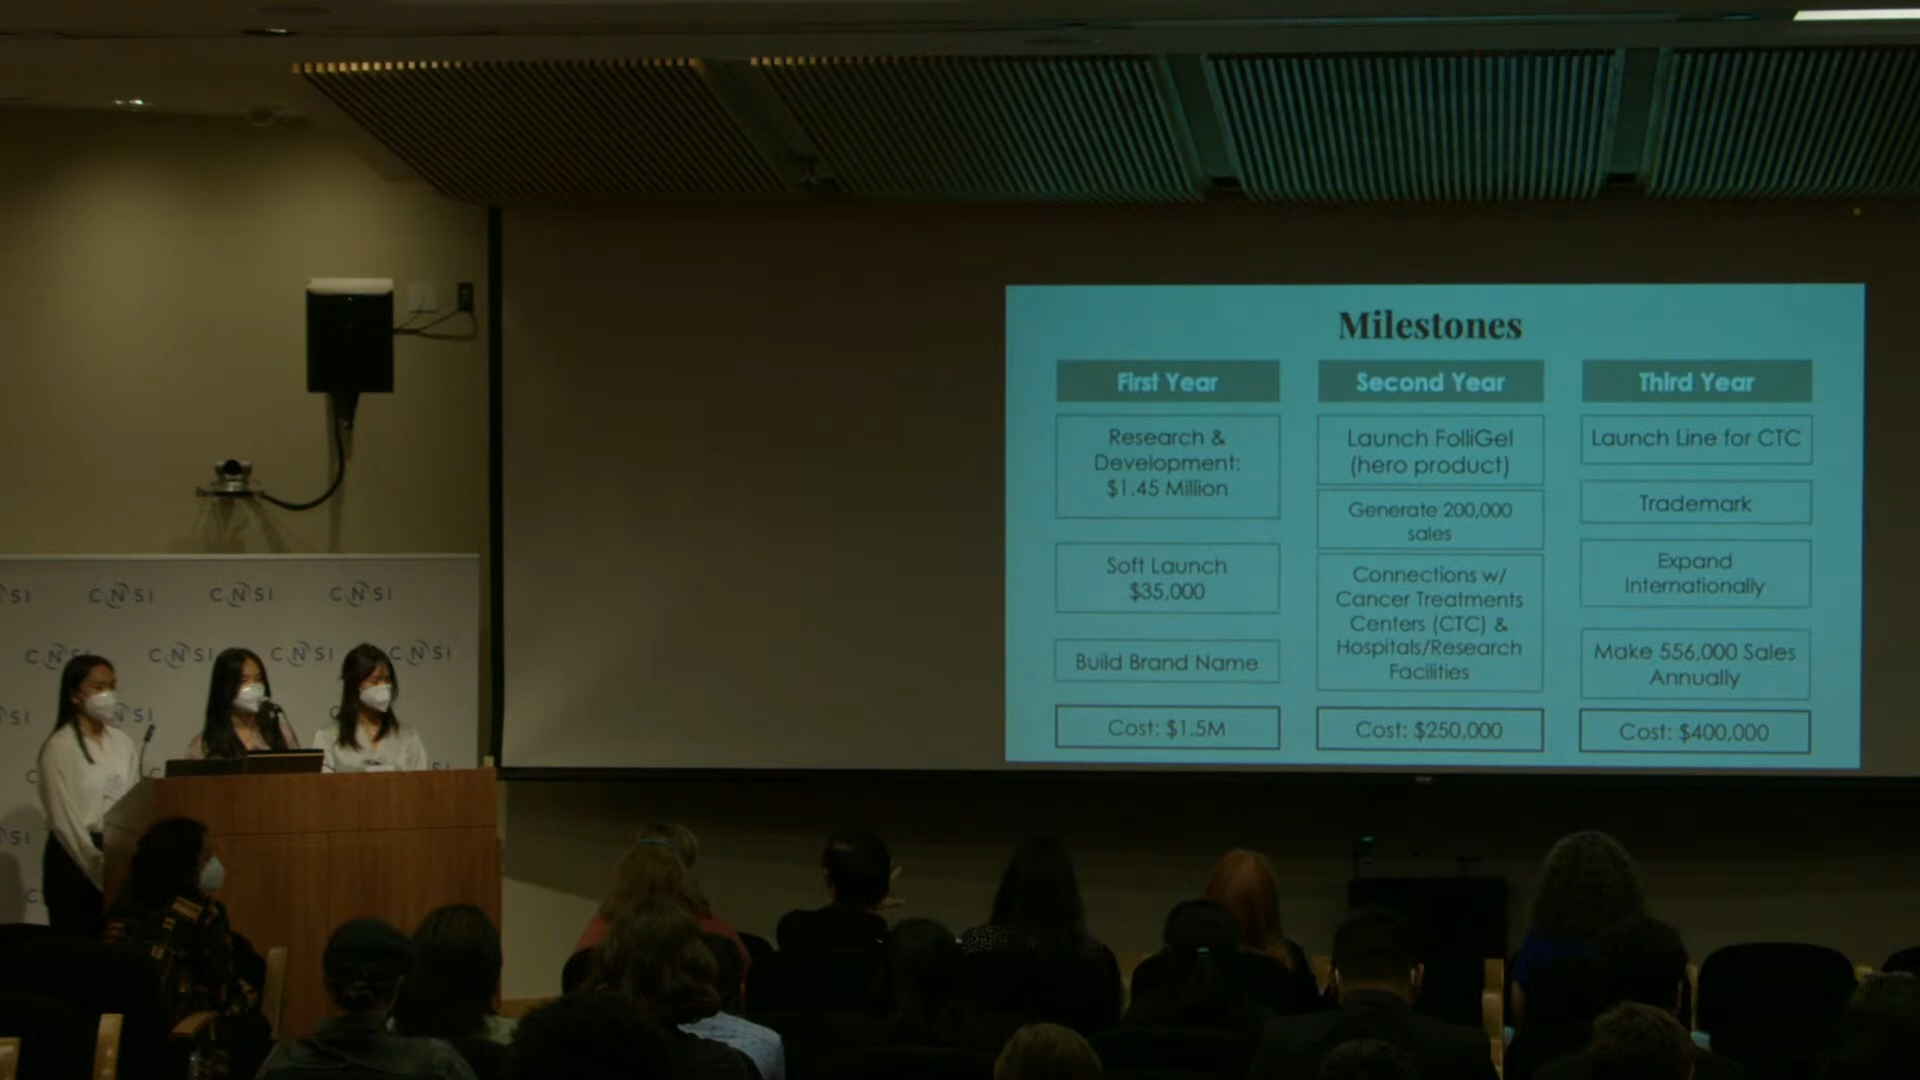 Milestones
First Year
Research &
Development:
$1.45 Million
Soft Launch
$35,000
Build Brand Name
Cost: $1.5M
Second Year
Launch FolliGel
(hero product)
Generate 200,000
sales
Connections w/
Cancer Treatments
Centers (CTC) &
Hospitals/Research
Facilities
Cost: $250,000
Third Year
Launch Line for CTC
Trademark
Expand
Internationally
Make 556,000 Sales
Annually
Cost: $400,000
CNSI CNSI CNSI
CNSI CNSI CNSI CNSI